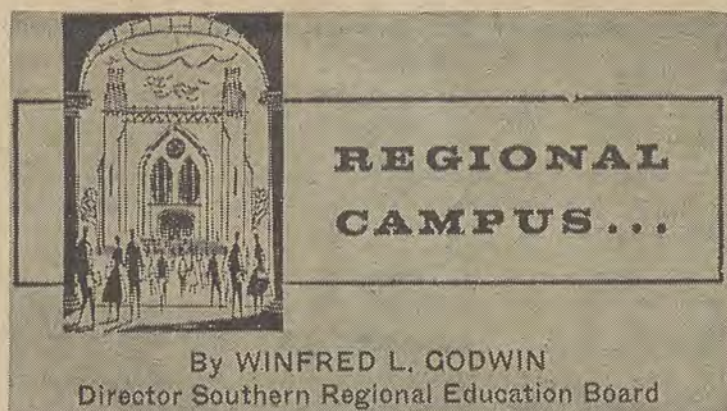 REGIONAL
CAMPUS...
By WINFRED L. GODWIN
Director Southern Regional Education Board